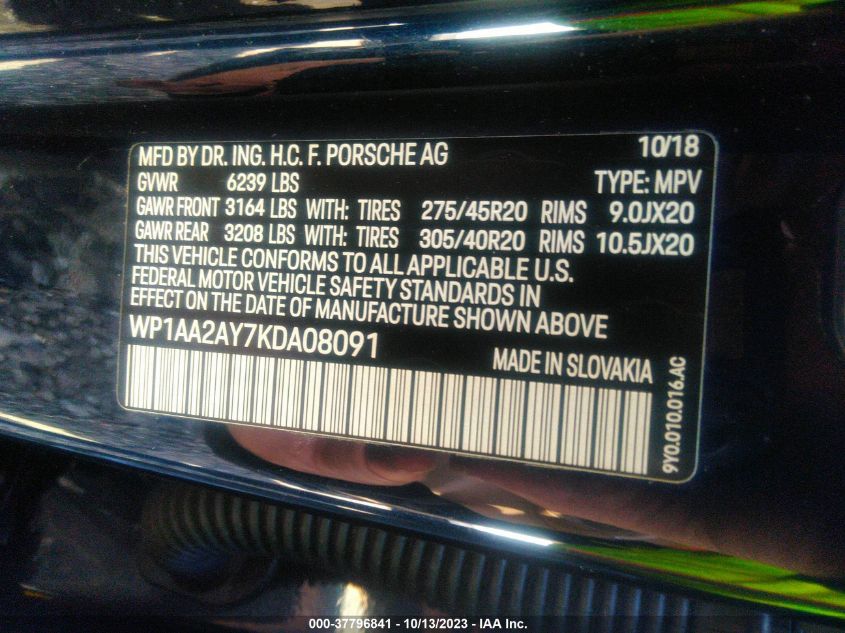 MFD BY DR. ING. H.C. F. PORSCHE AG 10/18
GVWR 6239 LBS TYPE: MPV
GAWR FRONT 3164 LBS WITH: TIRES 275/45R20 RIMS 9.0JX20
GAWR REAR 3208 LBS WITH: TIRES 305/40R20 RIMS 10.5JX20
THIS VEHICLE CONFORMS TO ALL APPLICABLE U.S.
FEDERAL MOTOR VEHICLE SAFETY STANDARDS IN
EFFECT ON THE DATE OF MANUFACTURE SHOWN ABOVE
WP1AA2AY7KDA08091
MADE IN SLOVAKIA
9Y0.010.016.AC
000-37796841 / 10/13/2023 - IAA Inc.